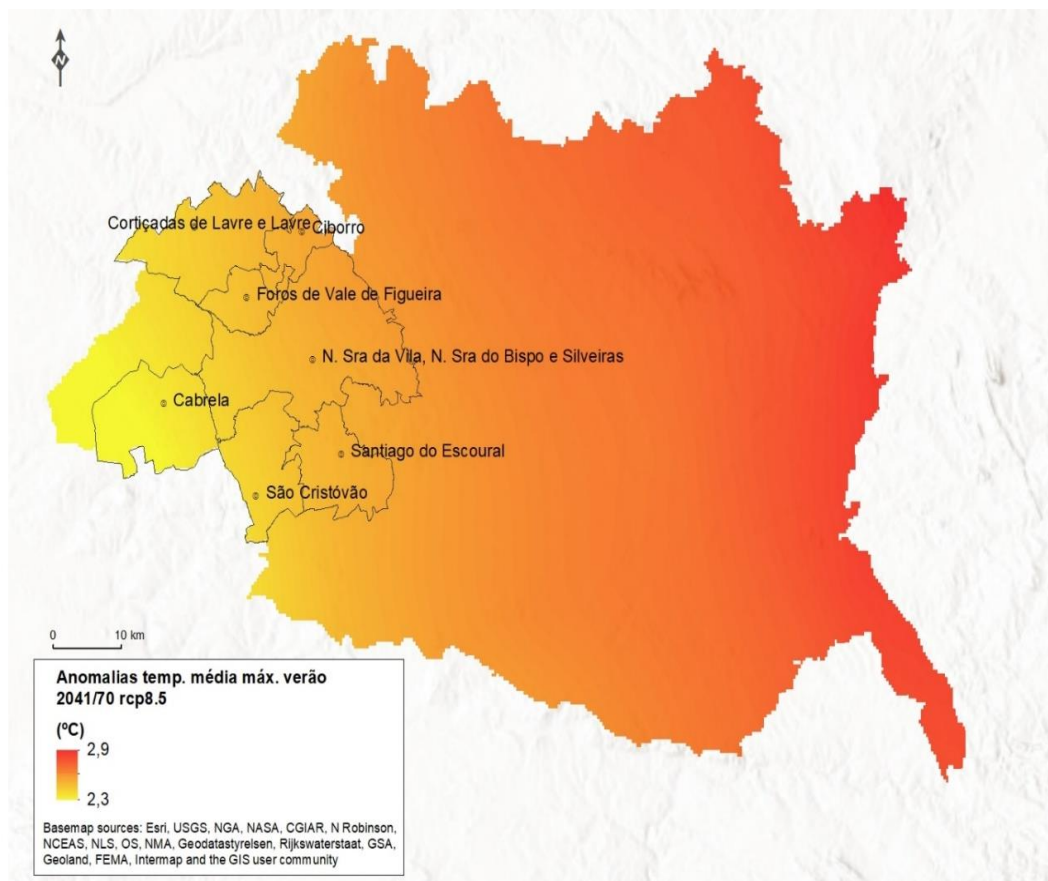 N
Cortiçadas de Lavre e Lavre
Ciborro
Foros de Vale de Figueira
N. Sra da Vila, N. Sra do Bispo e Silveiras
Cabrela
Santiago do Escoural
São Cristóvão
0 10 km
Anomalias temp. média máx. verão
2041/70 rcp8.5
(ºC)
2,9
2,3
Basemap sources: Esri, USGS, NGA, NASA, CGIAR, N Robinson,
NCEAS, NLS, OS, NMA, Geodatastyrelsen, Rijkswaterstaat, GSA,
Geoland, FEMA, Intermap and the GIS user community